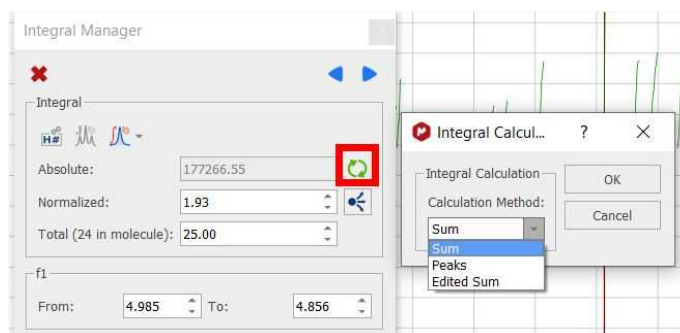 Integral Manager
Integral
H#
Absolute: 177266.55
Normalized: 1.93
Total (24 in molecule): 25.00
f1
From: 4.985 To: 4.856
Integral Calcul... ? 
Integral Calculation
Calculation Method:
Sum
Sum
Peaks
Edited Sum
OK
Cancel